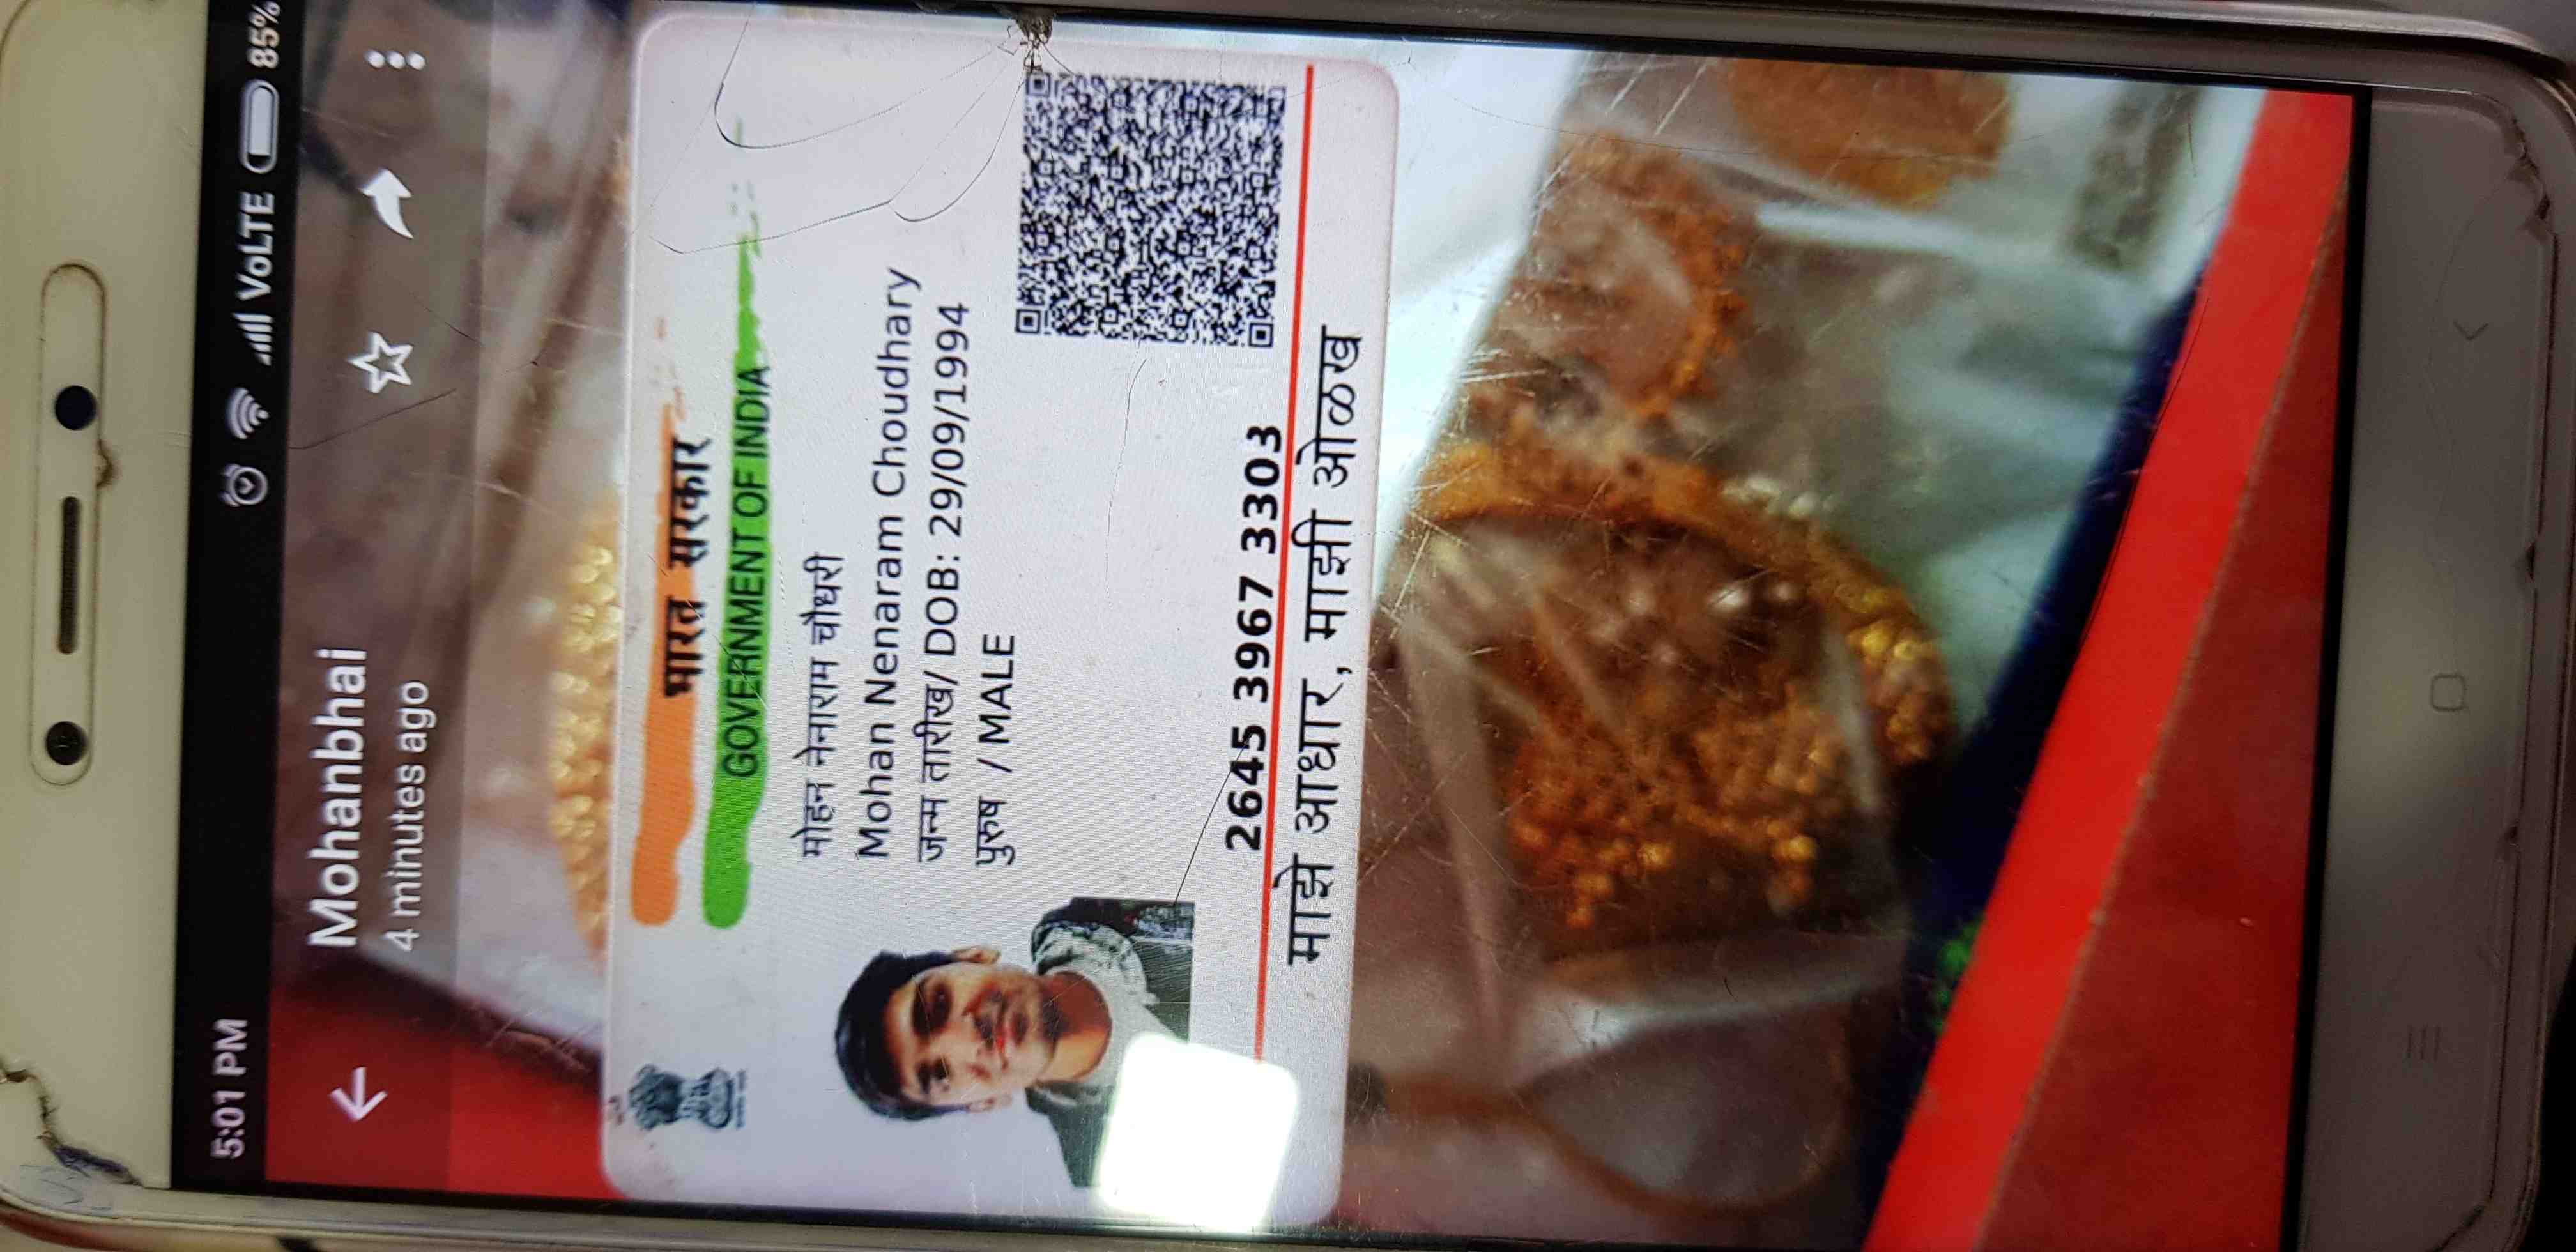 5:01 PM VoLTE 85%
Mohanbhai
4 minutes ago
भारत सरकार
GOVERNMENT OF INDIA
मोहन नेनाराम चौधरी
Mohan Nenaram Choudhary
जन्म तारीख/ DOB: 29/09/1994
पुरुष / MALE
2645 3967 3303
माझे आधार, माझी ओळख